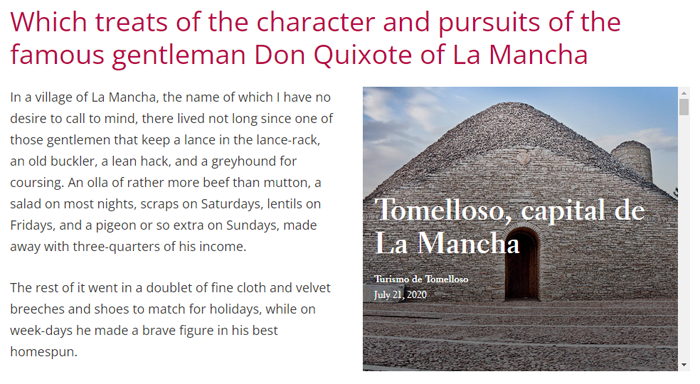 Which treats of the character and pursuits of the
famous gentleman Don Quixote of La Mancha
In a village of La Mancha, the name of which I have no
desire to call to mind, there lived not long since one of
those gentlemen that keep a lance in the lance-rack,
an old buckler, a lean hack, and a greyhound for
coursing. An olla of rather more beef than mutton, a
salad on most nights, scraps on Saturdays, lentils on
Fridays, and a pigeon or so extra on Sundays, made
away with three-quarters of his income.
The rest of it went in a doublet of fine cloth and velvet
breeches and shoes to match for holidays, while on
week-days he made a brave figure in his best
homespun.
Tomelloso, capital de
La Mancha
Turismo de Tomelloso
July 21, 2020